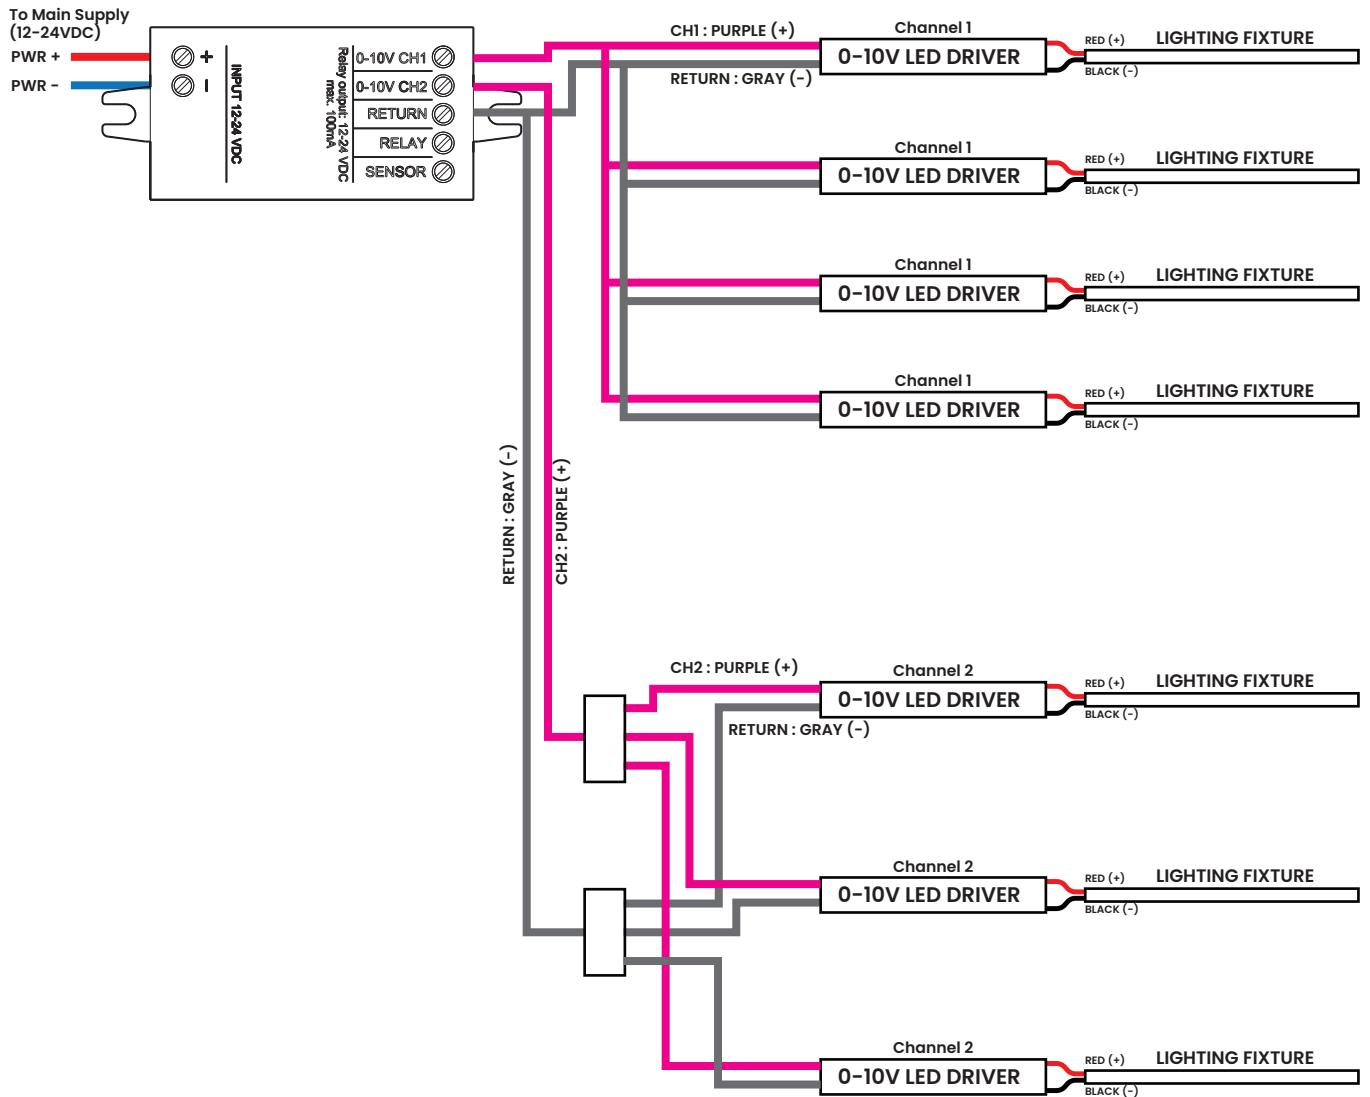 To Main Supply
(12-24VDC)
PWR +
PWR -
+
-
INPUT 12-24 VDC
Relay output: 12-24 VDC
max. 100mA
0-10V CH1
0-10V CH2
RETURN
RELAY
SENSOR
CH1 : PURPLE (+)
RETURN : GRAY (-)
Channel 1
0-10V LED DRIVER
RED (+)
BLACK (-)
LIGHTING FIXTURE
Channel 1
0-10V LED DRIVER
RED (+)
BLACK (-)
LIGHTING FIXTURE
Channel 1
0-10V LED DRIVER
RED (+)
BLACK (-)
LIGHTING FIXTURE
Channel 1
0-10V LED DRIVER
RED (+)
BLACK (-)
LIGHTING FIXTURE
RETURN : GRAY (-)
CH2 : PURPLE (+)
CH2 : PURPLE (+)
RETURN : GRAY (-)
Channel 2
0-10V LED DRIVER
RED (+)
BLACK (-)
LIGHTING FIXTURE
Channel 2
0-10V LED DRIVER
RED (+)
BLACK (-)
LIGHTING FIXTURE
Channel 2
0-10V LED DRIVER
RED (+)
BLACK (-)
LIGHTING FIXTURE